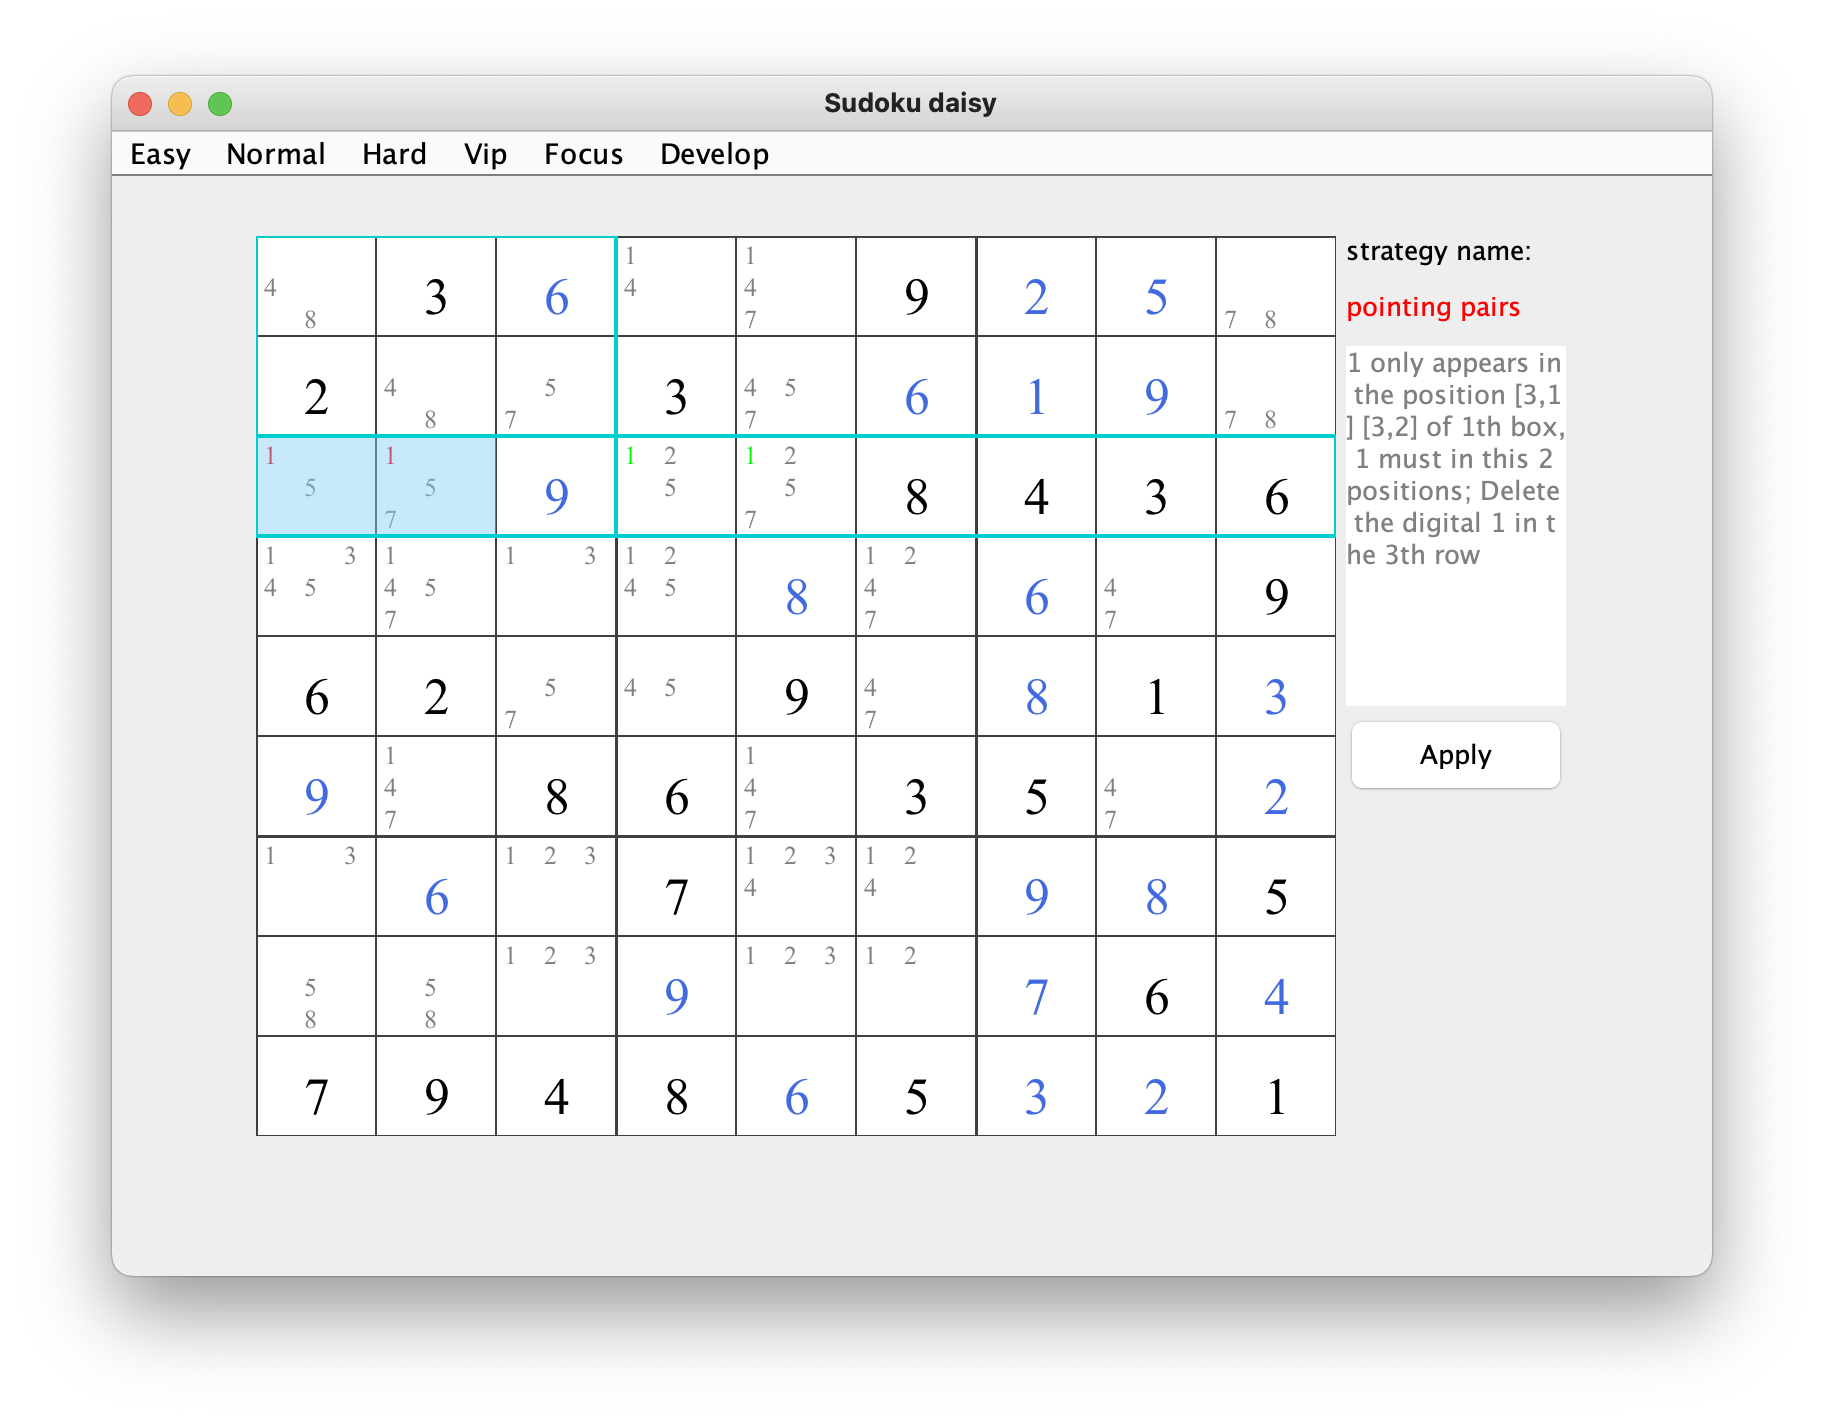 Sudoku daisy
Easy Normal Hard Vip Focus Develop
strategy name:
pointing pairs
1 only appears in
the position [3,1
] [3,2] of 1th box,
1 must in this 2
positions; Delete
the digital 1 in t
he 3th row
Apply
4 8 3 6 1 4 1 4 7 9 2 5 7 8
2 4 8 5 7 3 4 5 7 6 1 9 7 8
1 5 1 5 7 9 1 2 5 1 2 5 7 8 4 3 6
1 3 4 5 1 4 5 7 1 3 1 2 4 5 8 1 2 4 7 6 4 7 9
6 2 5 7 4 5 9 4 7 8 1 3
9 1 4 7 8 6 1 4 7 3 5 4 7 2
1 3 6 1 2 3 7 1 2 3 4 1 2 4 9 8 5
5 8 5 8 1 2 3 9 1 2 3 1 2 7 6 4
7 9 4 8 6 5 3 2 1